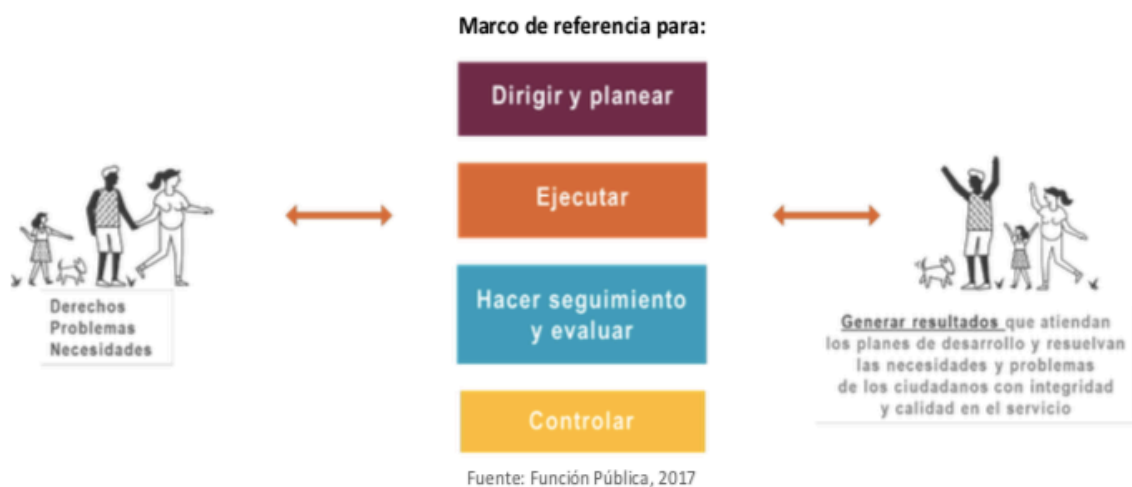 Marco de referencia para:
Dirigir y planear
Ejecutar
Hacer seguimiento
y evaluar
Controlar
Derechos
Problemas
Necesidades
Generar resultados que atiendan
los planes de desarrollo y resuelvan
las necesidades y problemas
de los ciudadanos con integridad
y calidad en el servicio
Fuente: Función Pública, 2017